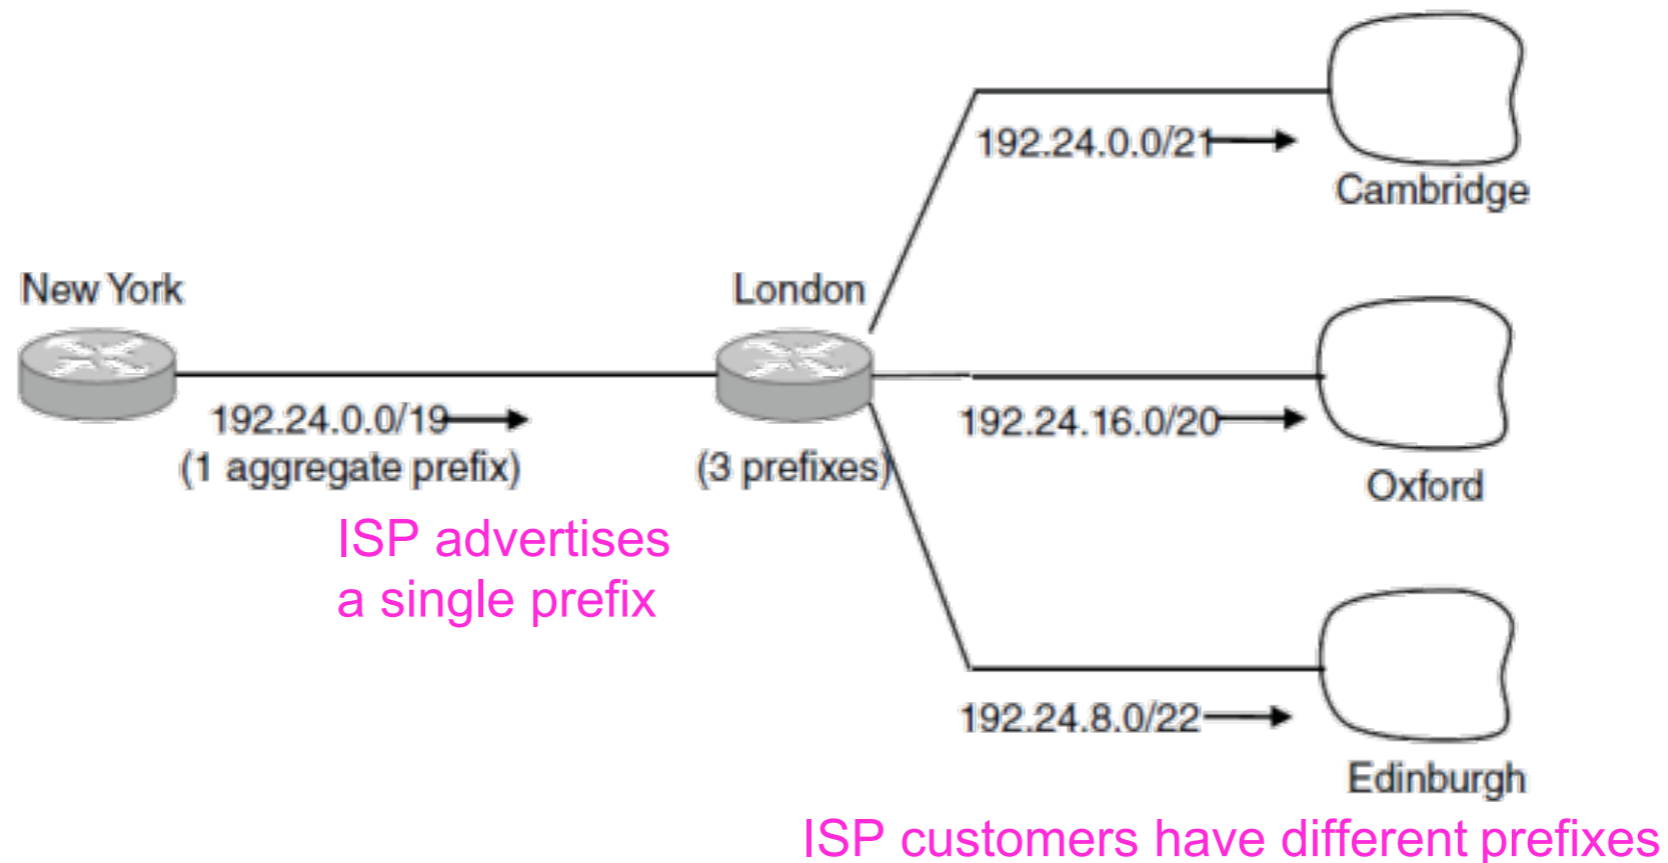 192.24.0.0/21
Cambridge
New York
London
192.24.0.0/19
(1 aggregate prefix)
(3 prefixes)
192.24.16.0/20
Oxford
ISP advertises
a single prefix
192.24.8.0/22
Edinburgh
ISP customers have different prefixes